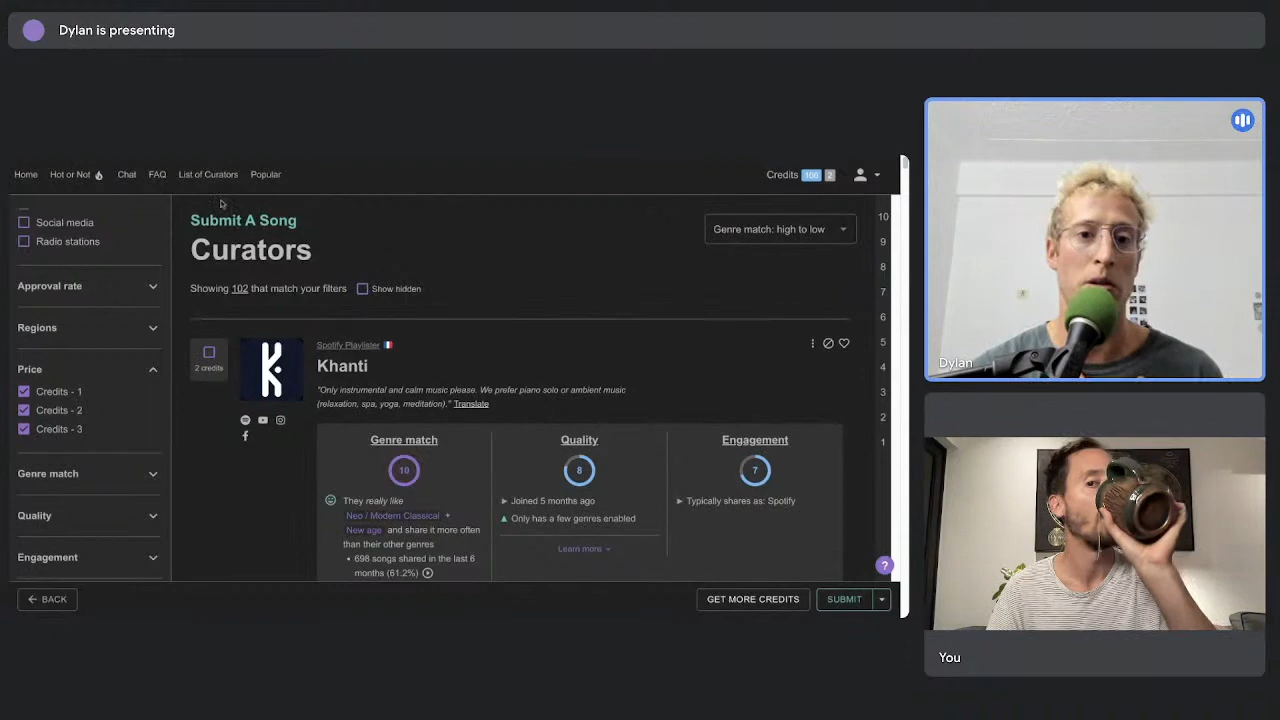 Dylan is presenting
Home Hot or Not Chat FAQ List of Curators Popular
Credits 100 2
Social media
Radio stations
Approval rate
Regions
Price
Credits - 1
Credits - 2
Credits - 3
Genre match
Quality
Engagement
Submit A Song
Curators
Genre match: high to low
Showing 102 that match your filters
Show hidden
2 credits
Spotify Playlister
Khanti
"Only instrumental and calm music please. We prefer piano solo or ambient music
(relaxation, spa, yoga, meditation)." Translate
Genre match
10
They really like
Neo / Modern Classical +
New age and share it more often
than their other genres
• 698 songs shared in the last 6
months (61.2%)
Quality
8
Joined 5 months ago
Only has a few genres enabled
Learn more
Engagement
7
Typically shares as: Spotify
10
9
8
7
6
5
4
3
2
1
?
BACK
GET MORE CREDITS
SUBMIT
Dylan
You